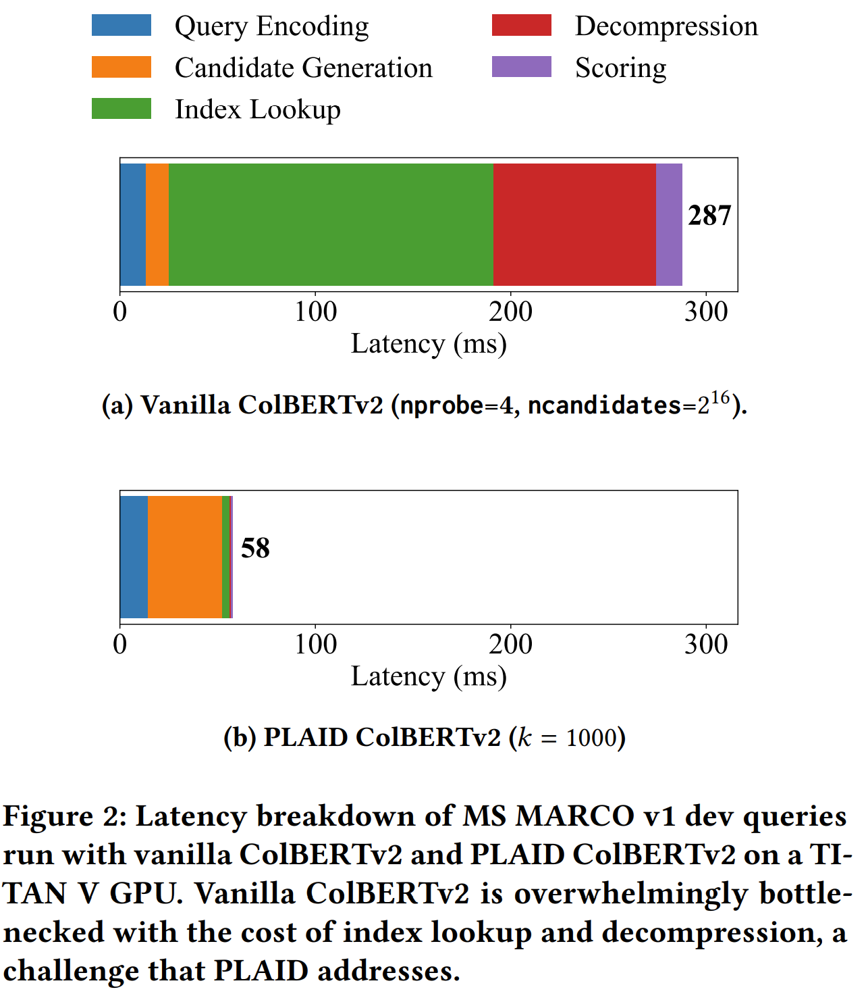 Query Encoding
Decompression
Candidate Generation
Scoring
Index Lookup
287
0 100 200 300
Latency (ms)
(a) Vanilla ColBERTv2 (nprobe=4, ncandidates=2¹⁶).
58
0 100 200 300
Latency (ms)
(b) PLAID ColBERTv2 (k = 1000)
Figure 2: Latency breakdown of MS MARCO v1 dev queries
run with vanilla ColBERTv2 and PLAID ColBERTv2 on a TI-
TAN V GPU. Vanilla ColBERTv2 is overwhelmingly bottle-
necked with the cost of index lookup and decompression, a
challenge that PLAID addresses.